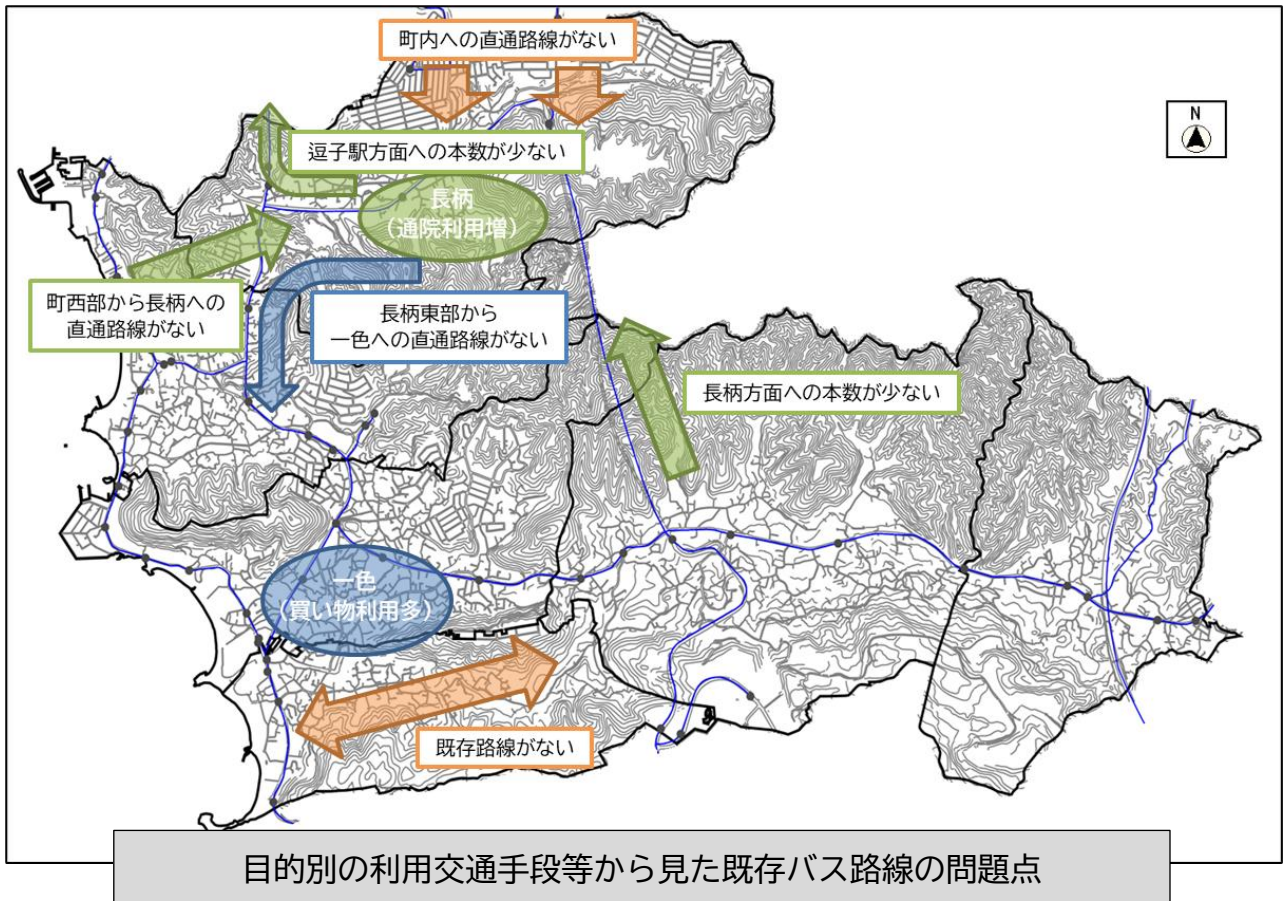 町内への直通路線がない
N
逗子駅方面への本数が少ない
長柄
（通院利用増）
町西部から長柄への
直通路線がない
長柄東部から
一色への直通路線がない
長柄方面への本数が少ない
一色
（買い物利用多）
既存路線がない
目的別の利用交通手段等から見た既存バス路線の問題点